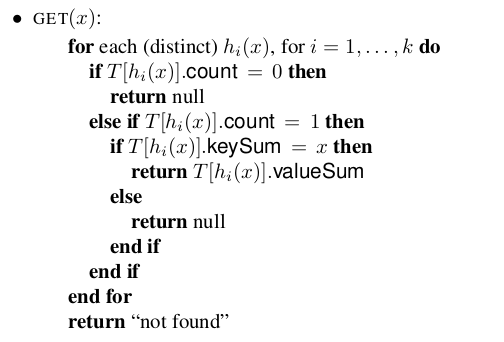 • GET(x):
for each (distinct) hᵢ(x), for i = 1, . . . , k do
if T[hᵢ(x)].count = 0 then
return null
else if T[hᵢ(x)].count = 1 then
if T[hᵢ(x)].keySum = x then
return T[hᵢ(x)].valueSum
else
return null
end if
end if
end for
return “not found”